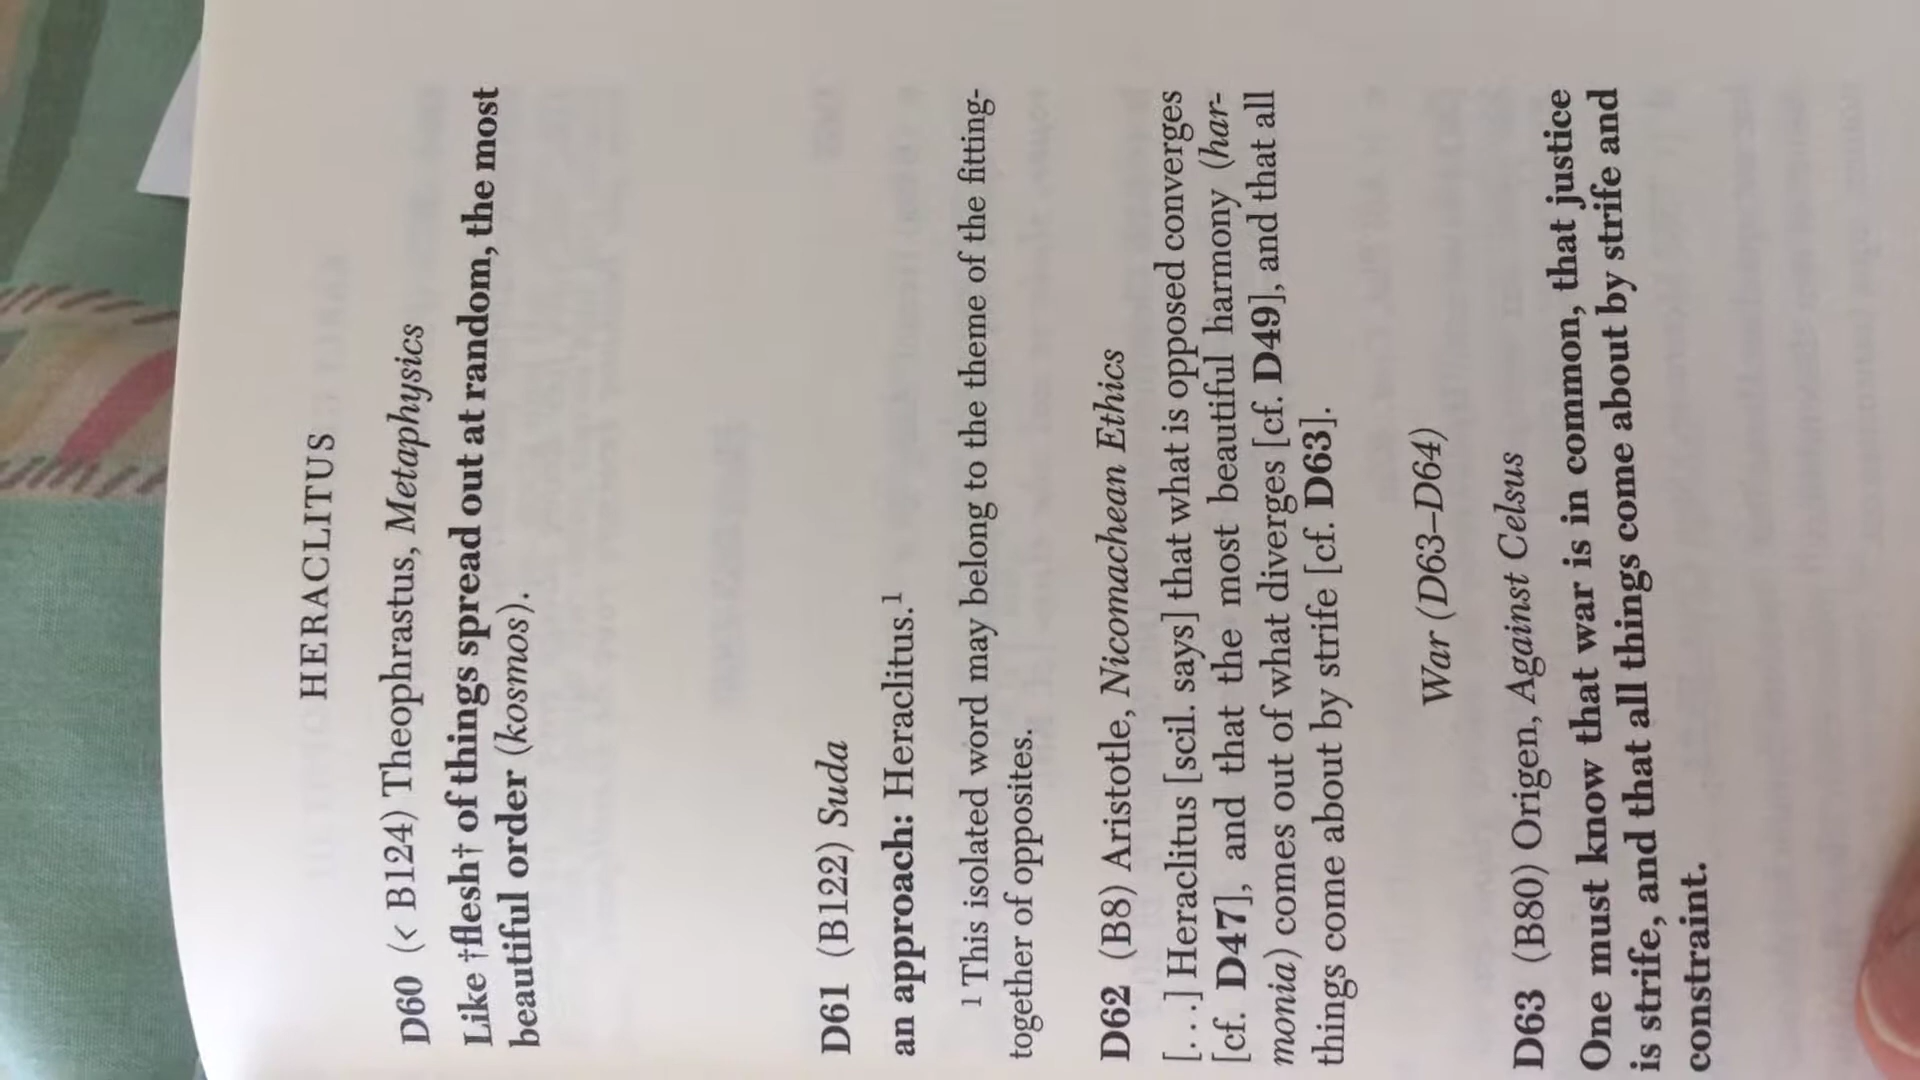 HERACLITUS
D60 (< B124) Theophrastus, Metaphysics
Like †flesh† of things spread out at random, the most
beautiful order (kosmos).
D61 (B122) Suda
an approach: Heraclitus.¹
¹ This isolated word may belong to the theme of the fitting-
together of opposites.
D62 (B8) Aristotle, Nicomachean Ethics
[. . .] Heraclitus [scil. says] that what is opposed converges
[cf. D47], and that the most beautiful harmony (har-
monia) comes out of what diverges [cf. D49], and that all
things come about by strife [cf. D63].
War (D63–D64)
D63 (B80) Origen, Against Celsus
One must know that war is in common, that justice
is strife, and that all things come about by strife and
constraint.